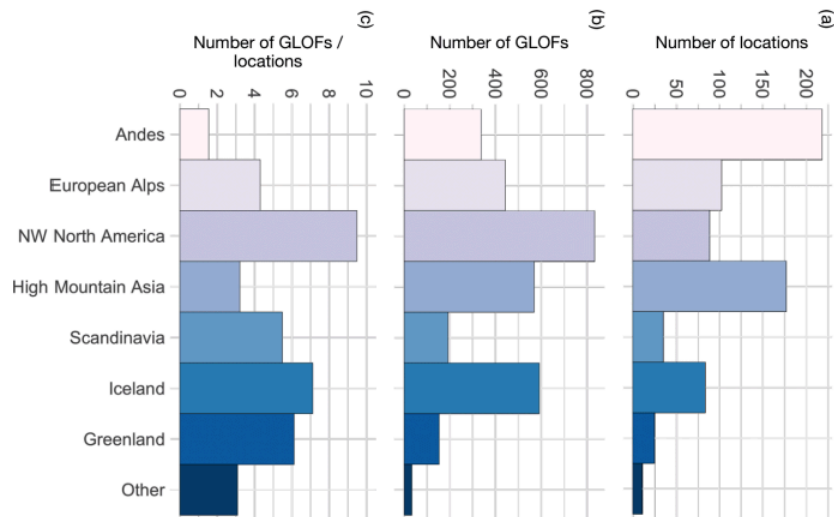 (c)
(b)
(a)
Number of GLOFs /
locations
Number of GLOFs
Number of locations
0 2 4 6 8 10
0 200 400 600 800
0 50 100 150 200
Andes
European Alps
NW North America
High Mountain Asia
Scandinavia
Iceland
Greenland
Other